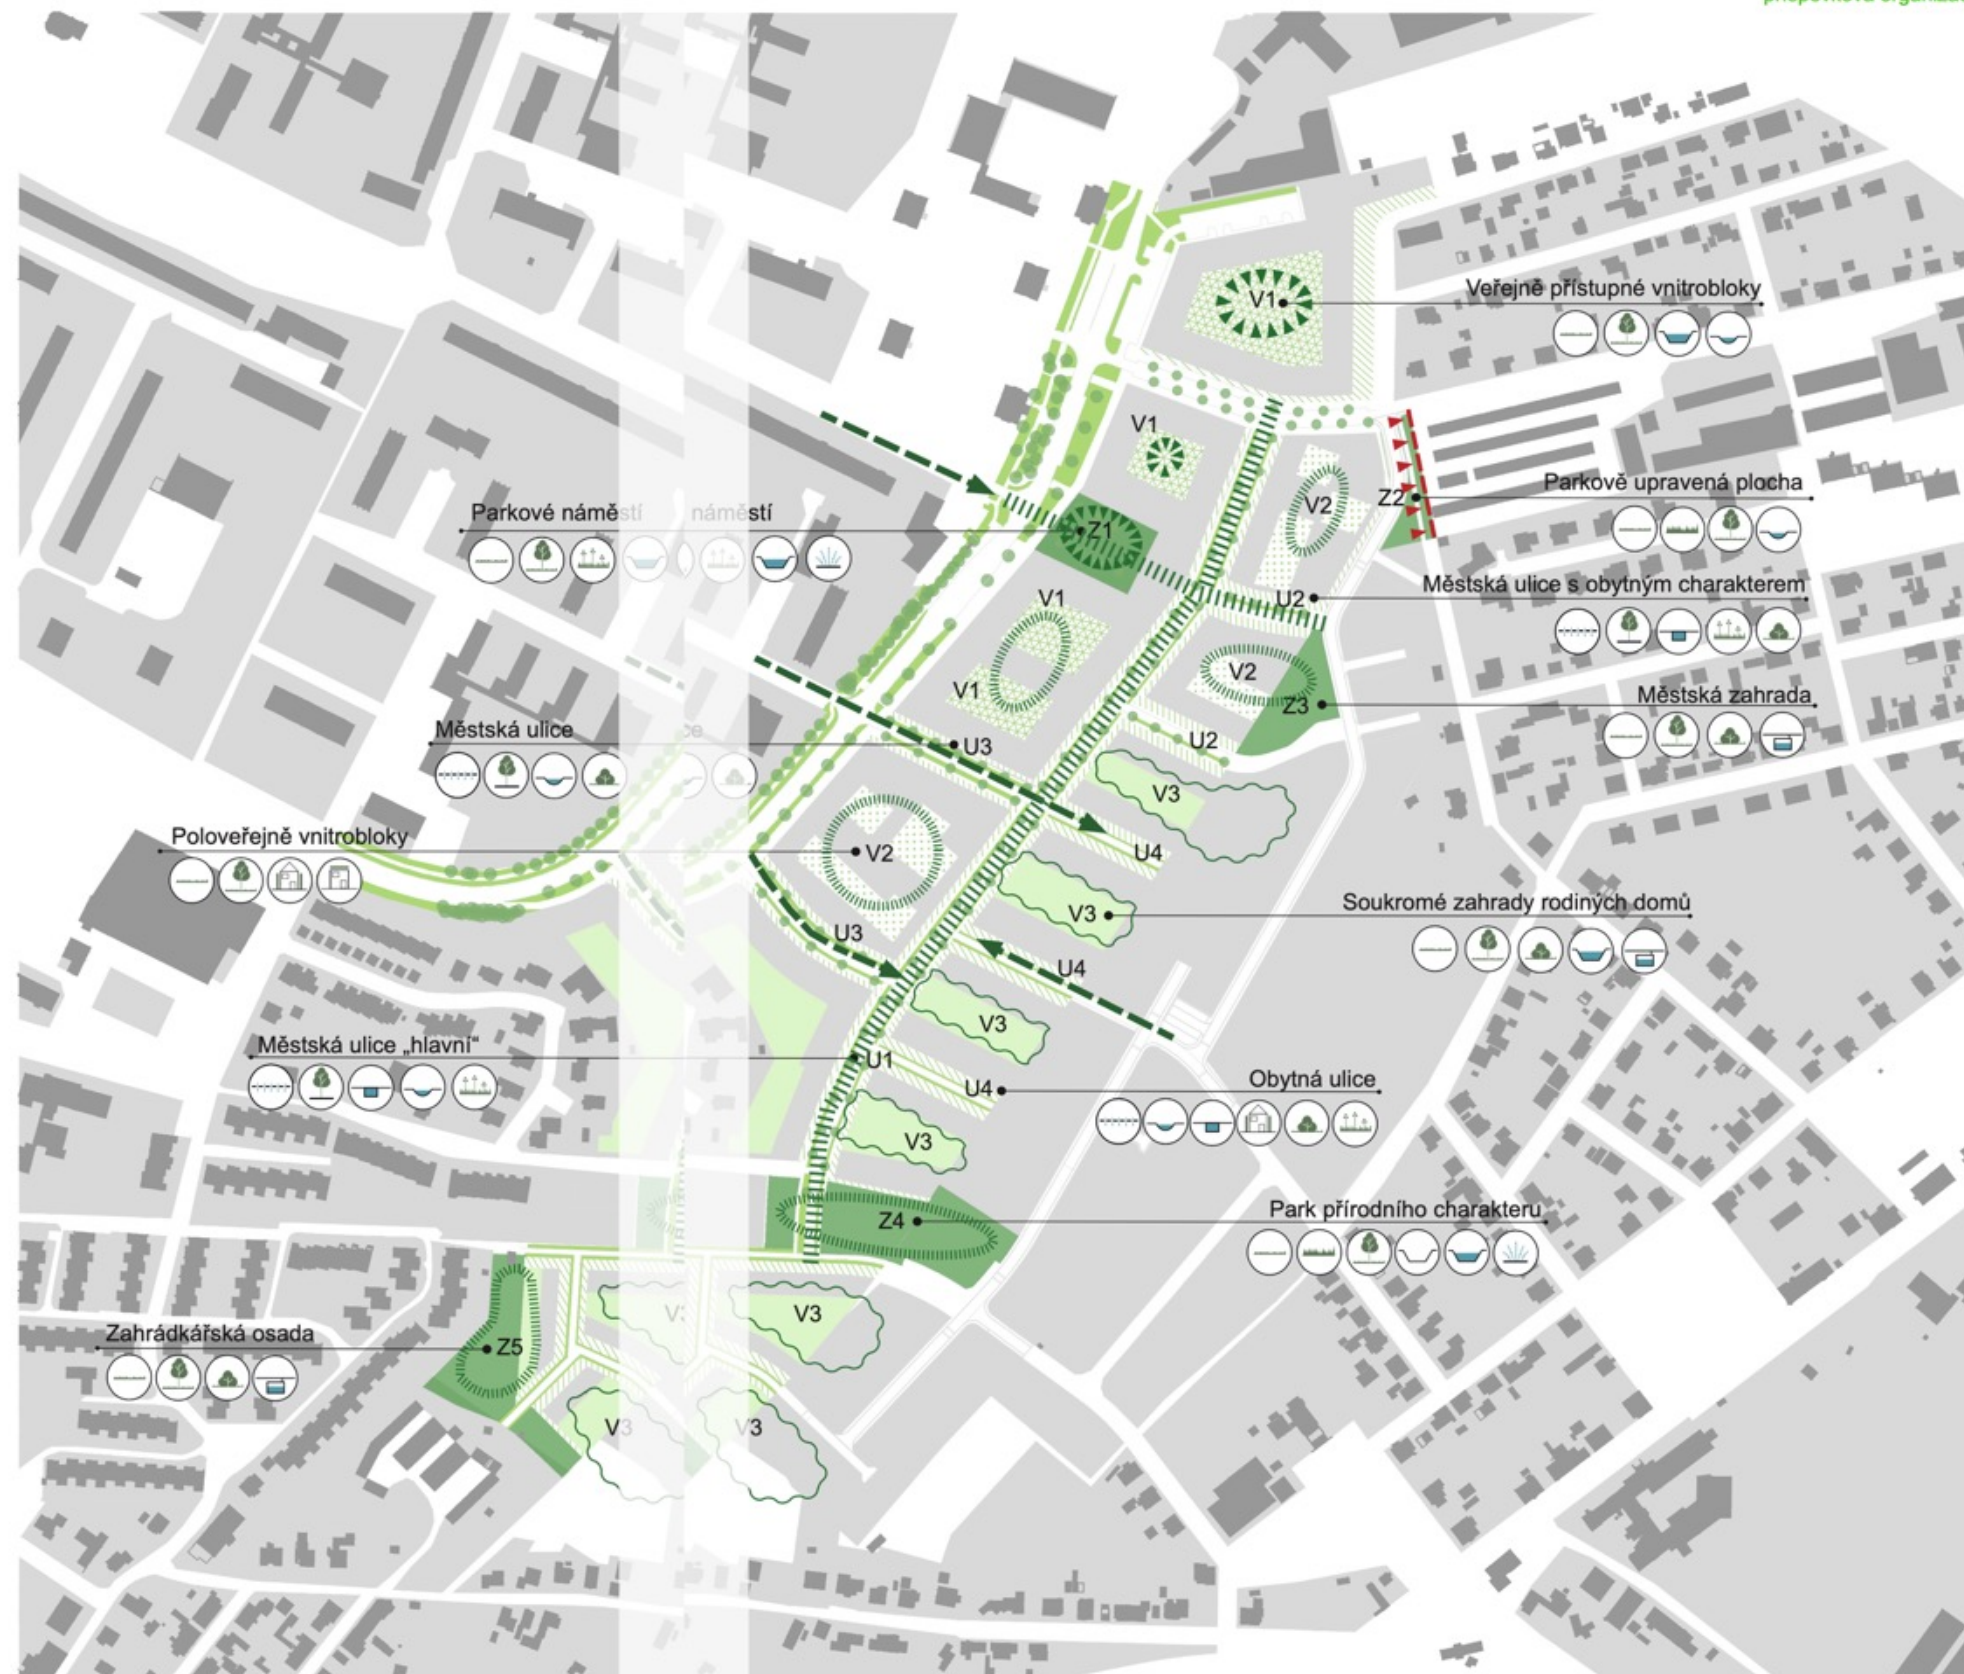 Veřejně přístupné vnitrobloky
V1
V1
Parkově upravená plocha
Z2
V2
Parkové náměstí
náměstí
Z1
Městská ulice s obytným charakterem
U2
V1
V2
Městská zahrada
Z3
V1
Městská ulice
ce
U3
U2
V3
Poloveřejně vnitrobloky
V2
U4
Soukromé zahrady rodiných domů
V3
U3
U4
V3
Městská ulice „hlavní“
U1
Obytná ulice
U4
V3
Park přírodního charakteru
Z4
V3
Zahrádkářská osada
Z5
V3
V3